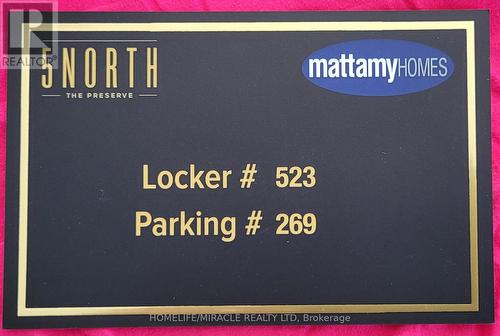 REALTOR
5NORTH
THE PRESERVE
mattamyHOMES
Locker # 523
Parking # 269
HOMELIFE/MIRACLE REALTY LTD, Brokerage